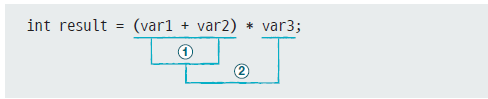 int result = (var1 + var2) * var3;
①
②